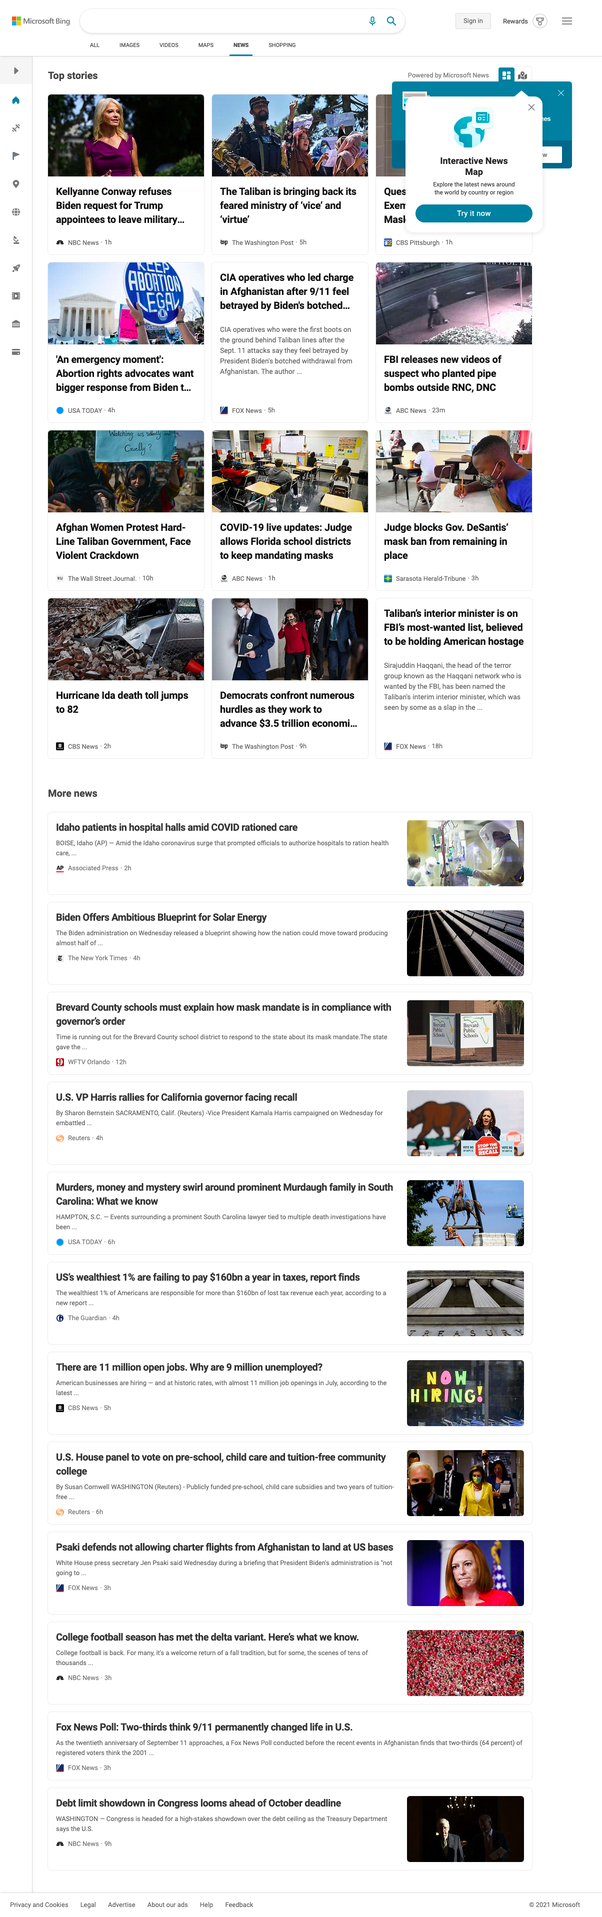 Microsoft Bing
Sign in
Rewards
ALL
IMAGES
VIDEOS
MAPS
NEWS
SHOPPING
Top stories
Powered by Microsoft News
Interactive News
Map
Explore the latest news around
the world by country or region
Try it now
Kellyanne Conway refuses
Biden request for Trump
appointees to leave military...
NBC News · 1h
The Taliban is bringing back its
feared ministry of 'vice' and
'virtue'
The Washington Post · 5h
CBS Pittsburgh · 1h
KEEP
ABORTION
LEGAL
'An emergency moment':
Abortion rights advocates want
bigger response from Biden t...
USA TODAY · 4h
CIA operatives who led charge
in Afghanistan after 9/11 feel
betrayed by Biden's botched...
CIA operatives who were the first boots on
the ground behind Taliban lines after the
Sept. 11 attacks say they feel betrayed by
President Biden's botched withdrawal from
Afghanistan. The author ...
FOX News · 5h
FBI releases new videos of
suspect who planted pipe
bombs outside RNC, DNC
ABC News · 23m
Afghan Women Protest Hard-
Line Taliban Government, Face
Violent Crackdown
The Wall Street Journal. · 10h
COVID-19 live updates: Judge
allows Florida school districts
to keep mandating masks
ABC News · 1h
Judge blocks Gov. DeSantis'
mask ban from remaining in
place
Sarasota Herald-Tribune · 3h
Hurricane Ida death toll jumps
to 82
CBS News · 2h
Democrats confront numerous
hurdles as they work to
advance $3.5 trillion economi...
The Washington Post · 9h
Taliban's interior minister is on
FBI's most-wanted list, believed
to be holding American hostage
Sirajuddin Haqqani, the head of the terror
group known as the Haqqani network who is
wanted by the FBI, has been named the
Taliban's interim interior minister, which was
seen by some as a slap in the ...
FOX News · 18h
More news
Idaho patients in hospital halls amid COVID rationed care
BOISE, Idaho (AP) — Amid the Idaho coronavirus surge that prompted officials to authorize hospitals to ration health
care, ...
Associated Press · 2h
Biden Offers Ambitious Blueprint for Solar Energy
The Biden administration on Wednesday released a blueprint showing how the nation could move toward producing
almost half of ...
The New York Times · 4h
Brevard County schools must explain how mask mandate is in compliance with
governor's order
Time is running out for the Brevard County school district to respond to the state about its mask mandate.The state
gave the ...
WFTV Orlando · 12h
U.S. VP Harris rallies for California governor facing recall
By Sharon Bernstein SACRAMENTO, Calif. (Reuters) -Vice President Kamala Harris campaigned on Wednesday for
embattled ...
Reuters · 4h
Murders, money and mystery swirl around prominent Murdaugh family in South
Carolina: What we know
HAMPTON, S.C. — Events surrounding a prominent South Carolina lawyer tied to multiple death investigations have
been ...
USA TODAY · 6h
US's wealthiest 1% are failing to pay $160bn a year in taxes, report finds
The wealthiest 1% of Americans are responsible for more than $160bn of lost tax revenue each year, according to a
new report ...
The Guardian · 4h
There are 11 million open jobs. Why are 9 million unemployed?
American businesses are hiring — and at historic rates, with almost 11 million job openings in July, according to the
latest ...
CBS News · 5h
NOW
HIRING!
U.S. House panel to vote on pre-school, child care and tuition-free community
college
By Susan Cornwell WASHINGTON (Reuters) - Publicly funded pre-school, child care subsidies and two years of tuition-
free ...
Reuters · 6h
Psaki defends not allowing charter flights from Afghanistan to land at US bases
White House press secretary Jen Psaki said Wednesday during a briefing that President Biden's administration is "not
going to ...
FOX News · 3h
College football season has met the delta variant. Here's what we know.
College football is back. For many, it's a welcome return of a fall tradition, but for some, the scenes of tens of
thousands ...
NBC News · 3h
Fox News Poll: Two-thirds think 9/11 permanently changed life in U.S.
As the twentieth anniversary of September 11 approaches, a Fox News Poll conducted before the recent events in Afghanistan finds that two-thirds (64 percent) of
registered voters think the 2001 ...
FOX News · 3h
Debt limit showdown in Congress looms ahead of October deadline
WASHINGTON — Congress is headed for a high-stakes showdown over the debt ceiling as the Treasury Department
says the U.S.
NBC News · 9h
Privacy and Cookies
Legal
Advertise
About our ads
Help
Feedback
© 2021 Microsoft